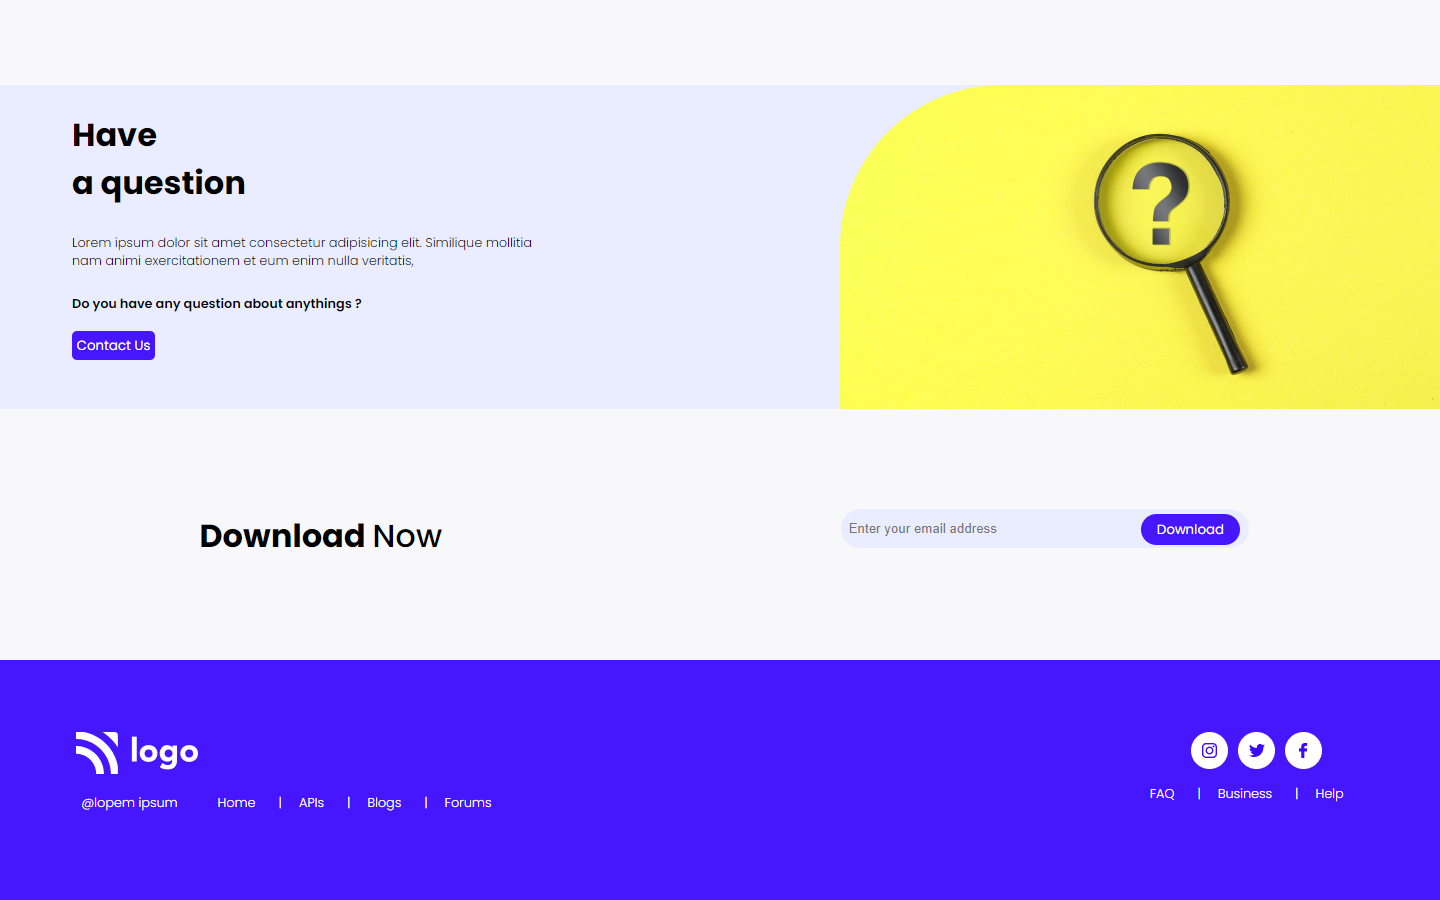 Have
a question
?
Lorem ipsum dolor sit amet consectetur adipisicing elit. Similique mollitia
nam animi exercitationem et eum enim nulla veritatis,
Do you have any question about anythings ?
Contact Us
Download Now
Enter your email address
Download
logo
@lopem ipsum Home | APIs | Blogs | Forums
FAQ | Business | Help